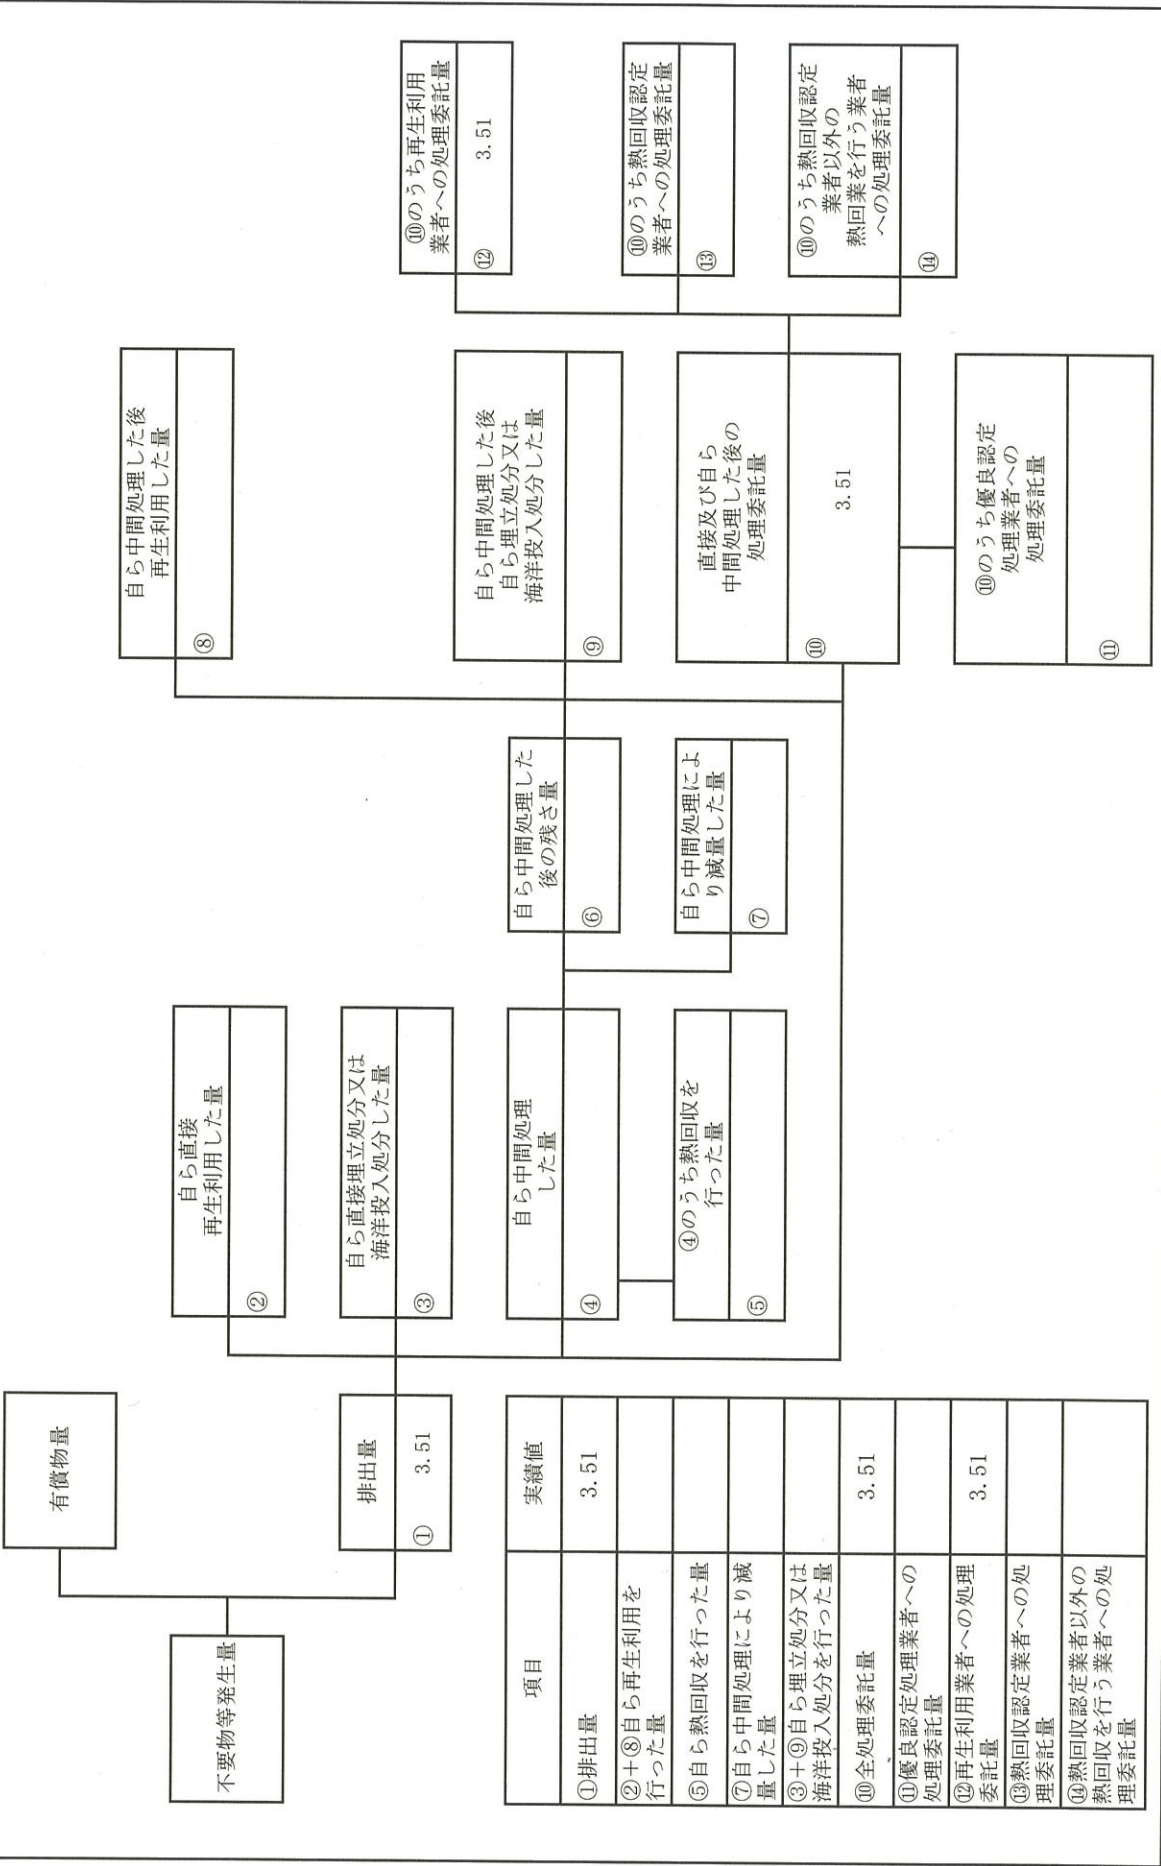 有償物量
不要物等発生量
排出量
① 3.51
自ら直接
再生利用した量
②
自ら直接埋立処分又は
海洋投入処分した量
③
自ら中間処理
した量
④
④のうち熱回収を
行った量
⑤
自ら中間処理した
後の残さ量
⑥
自ら中間処理によ
り減量した量
⑦
自ら中間処理した後
再生利用した量
⑧
自ら中間処理した後
自ら埋立処分又は
海洋投入処分した量
⑨
直接及び自ら
中間処理した後の
処理委託量
⑩ 3.51
⑩のうち優良認定
処理業者への
処理委託量
⑪
⑩のうち再生利用
業者への処理委託量
⑫ 3.51
⑩のうち熱回収認定
業者への処理委託量
⑬
⑩のうち熱回収認定
業者以外の
熱回業を行う業者
への処理委託量
⑭
項目 実績値
①排出量 3.51
②+⑧自ら再生利用を
行った量
⑤自ら熱回収を行った量
⑦自ら中間処理により減
量した量
③+⑨自ら埋立処分又は
海洋投入処分を行った量
⑩全処理委託量 3.51
⑪優良認定処理業者への
処理委託量
⑫再生利用業者への処理
委託量 3.51
⑬熱回収認定業者への処
理委託量
⑭熱回収認定業者以外の
熱回収を行う業者への処
理委託量